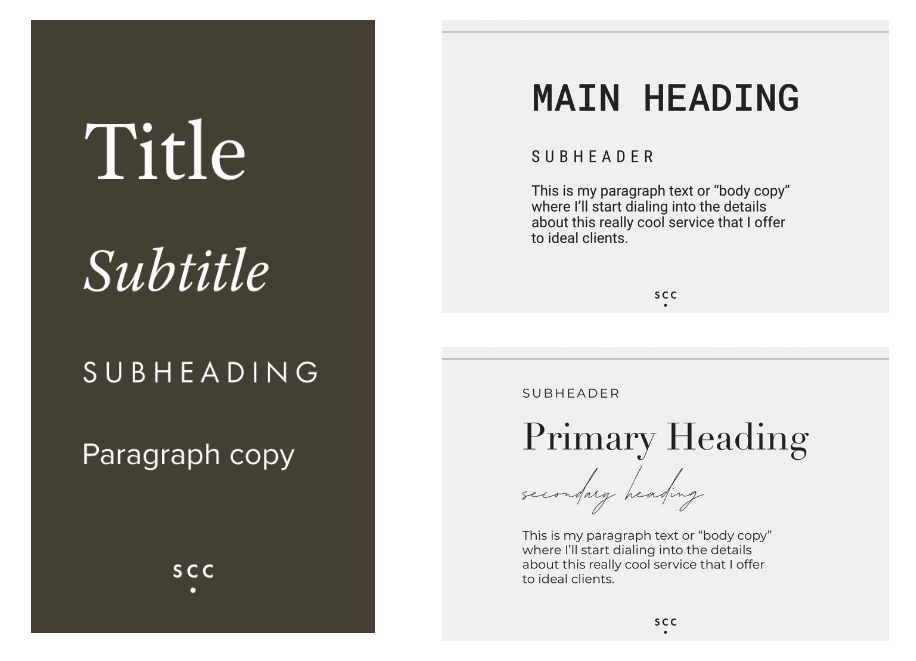 Title
Subtitle
SUBHEADING
Paragraph copy
SCC
MAIN HEADING
SUBHEADER
This is my paragraph text or “body copy”
where I’ll start dialing into the details
about this really cool service that I offer
to ideal clients.
SCC
SUBHEADER
Primary Heading
secondary heading
This is my paragraph text or “body copy”
where I’ll start dialing into the details
about this really cool service that I offer
to ideal clients.
SCC